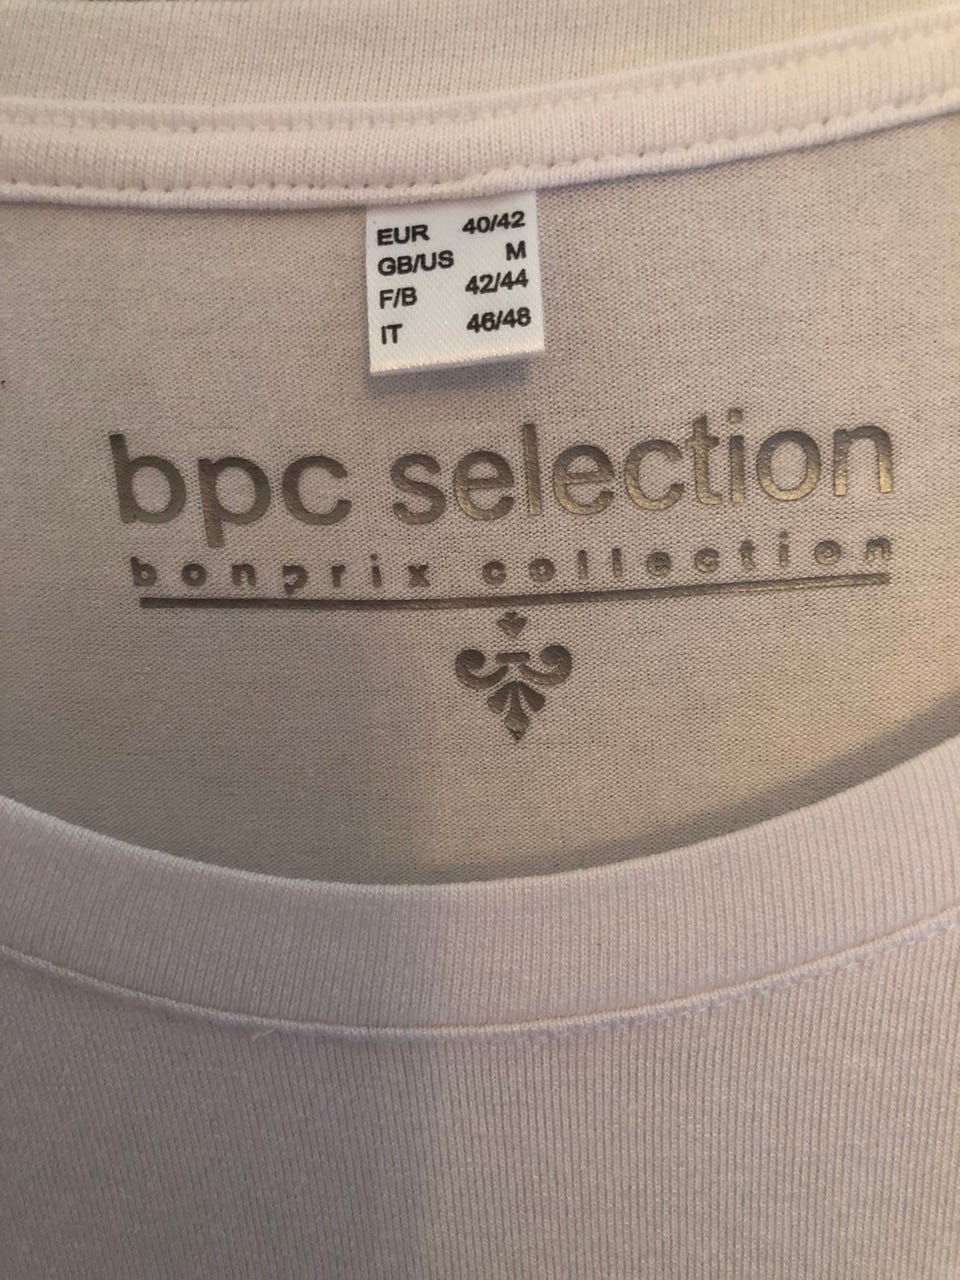 EUR 40/42
GB/US M
F/B 42/44
IT 46/48
bpc selection
bonprix collection